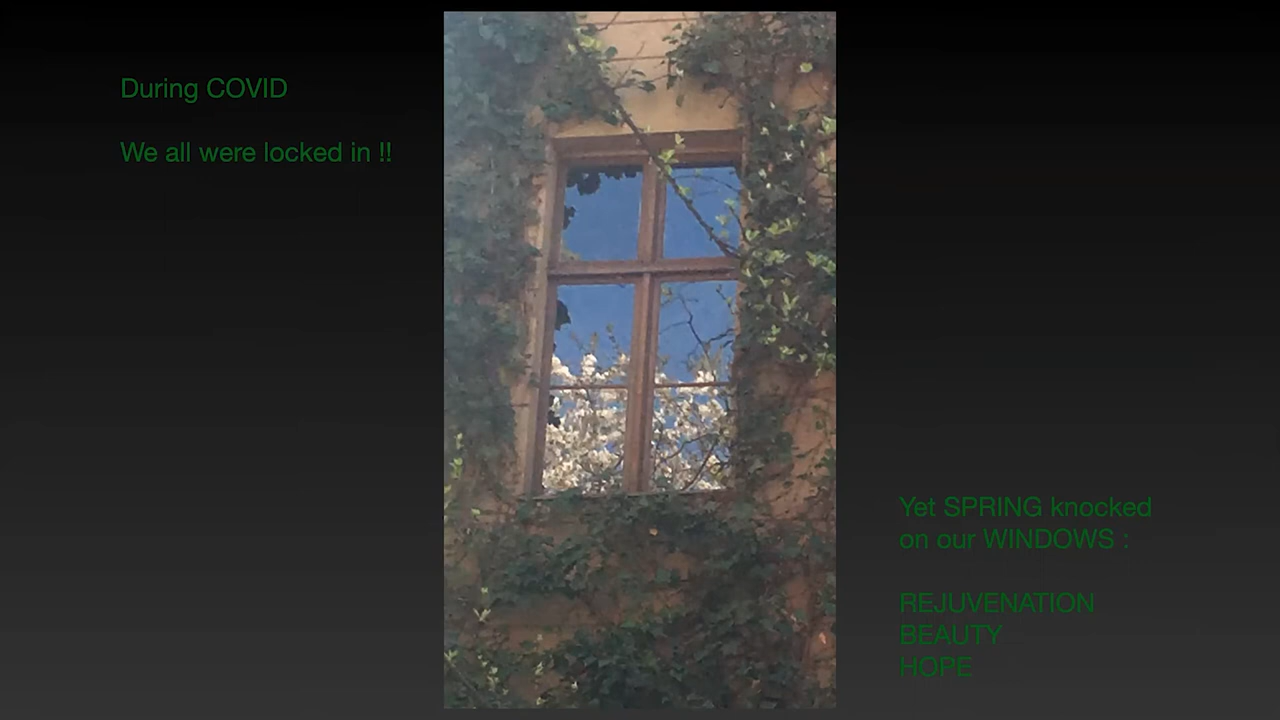 During COVID
We all were locked in !!
Yet SPRING knocked
on our WINDOWS :
REJUVENATION
BEAUTY
HOPE